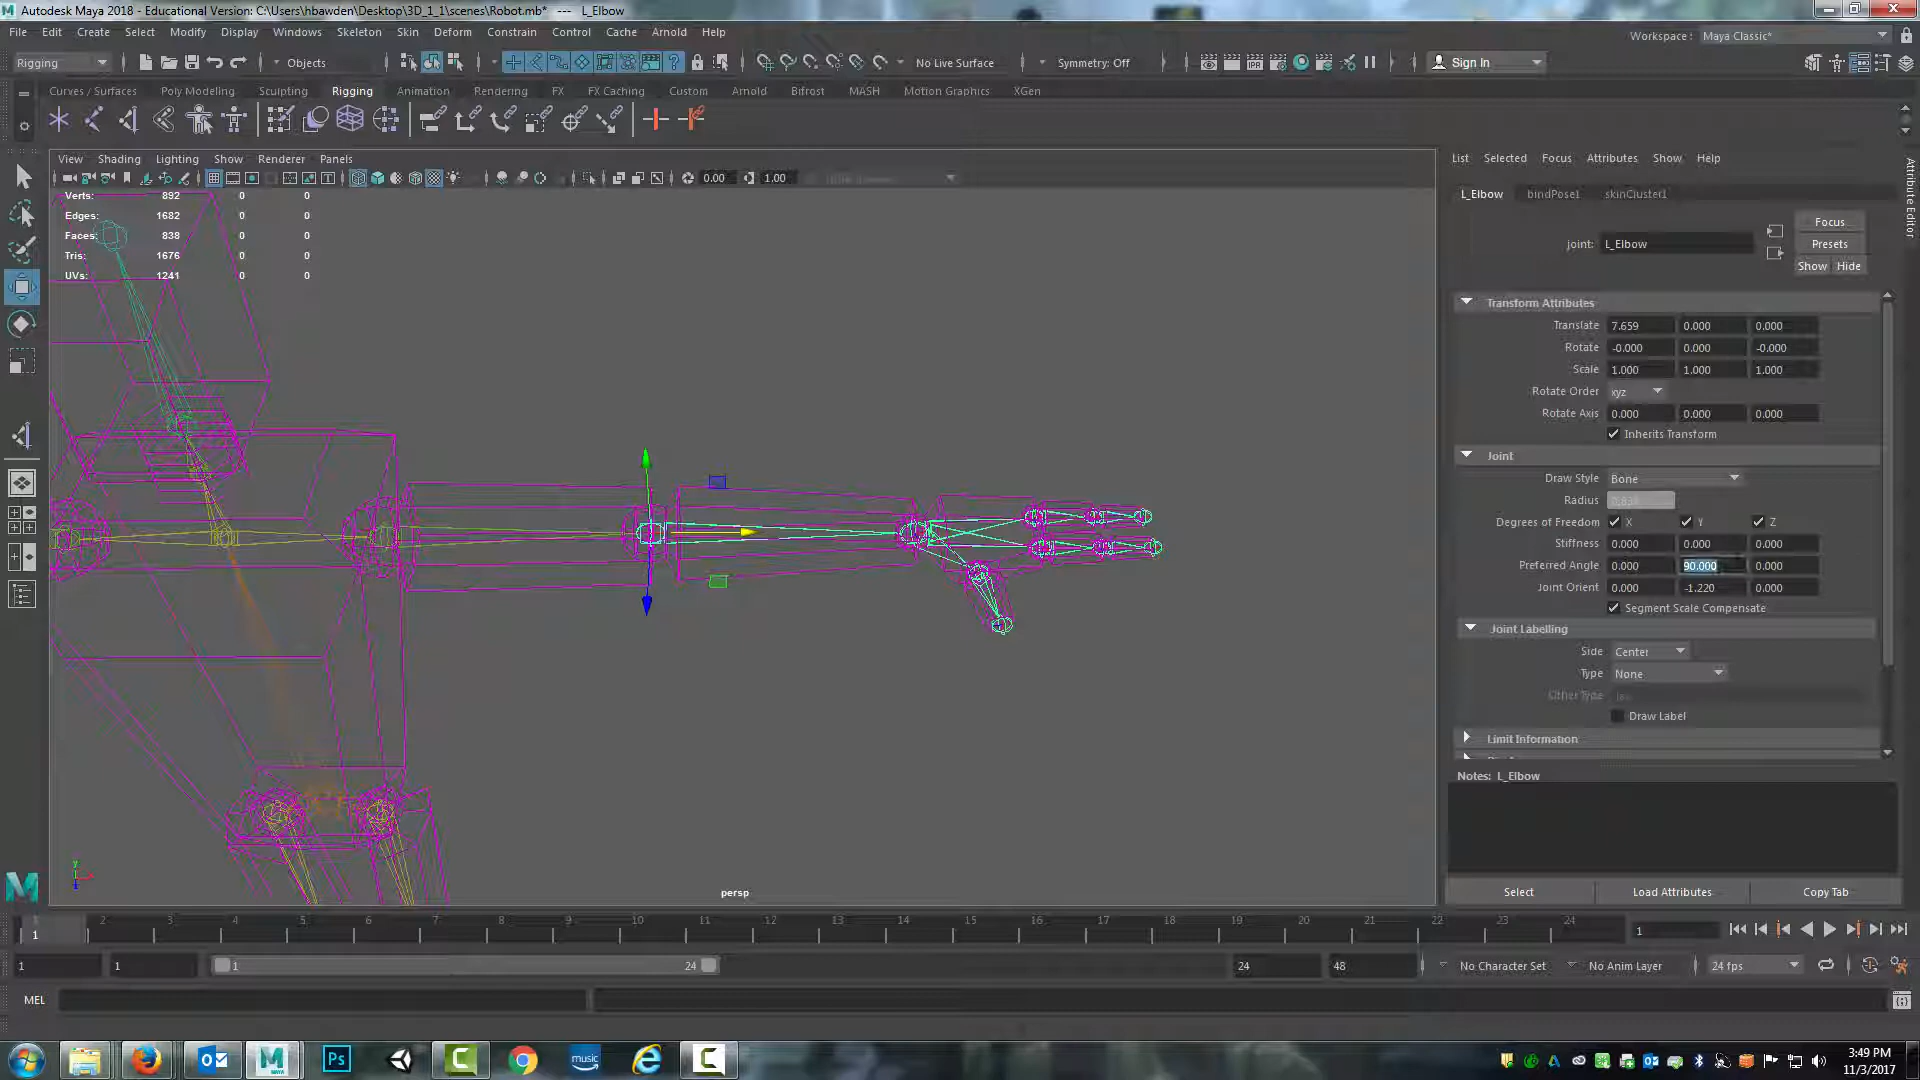 Autodesk Maya 2018 - Educational Version: C:\Users\hbawden\Desktop\3D_1_1\scenes\Robot.mb*   ---   L_Elbow
File Edit Create Select Modify Display Windows Skeleton Skin Deform Constrain Control Cache Arnold Help
Workspace : Maya Classic*
Rigging Objects No Live Surface Symmetry: Off Sign In
Curves / Surfaces Poly Modeling Sculpting Rigging Animation Rendering FX FX Caching Custom Arnold Bifrost MASH Motion Graphics XGen
View Shading Lighting Show Renderer Panels
0.00 1.00
Verts: 892 0 0
Edges: 1682 0 0
Faces: 838 0 0
Tris: 1676 0 0
UVs: 1241 0 0
persp
List Selected Focus Attributes Show Help
L_Elbow bindPose1 skinCluster1
Attribute Editor
Focus
joint: L_Elbow Presets
Show Hide
Transform Attributes
Translate 7.659 0.000 0.000
Rotate -0.000 0.000 -0.000
Scale 1.000 1.000 1.000
Rotate Order xyz
Rotate Axis 0.000 0.000 0.000
Inherits Transform
Joint
Draw Style Bone
Radius
Degrees of Freedom X Y Z
Stiffness 0.000 0.000 0.000
Preferred Angle 0.000 90.000 0.000
Joint Orient 0.000 -1.220 0.000
Segment Scale Compensate
Joint Labelling
Side Center
Type None
Other Type
Draw Label
Limit Information
Notes: L_Elbow
Select Load Attributes Copy Tab
1 2 3 4 5 6 7 8 9 10 11 12 13 14 15 16 17 18 19 20 21 22 23 24
1 1
1 1 1 24 24 48 No Character Set No Anim Layer 24 fps
MEL
music
3:49 PM
11/3/2017